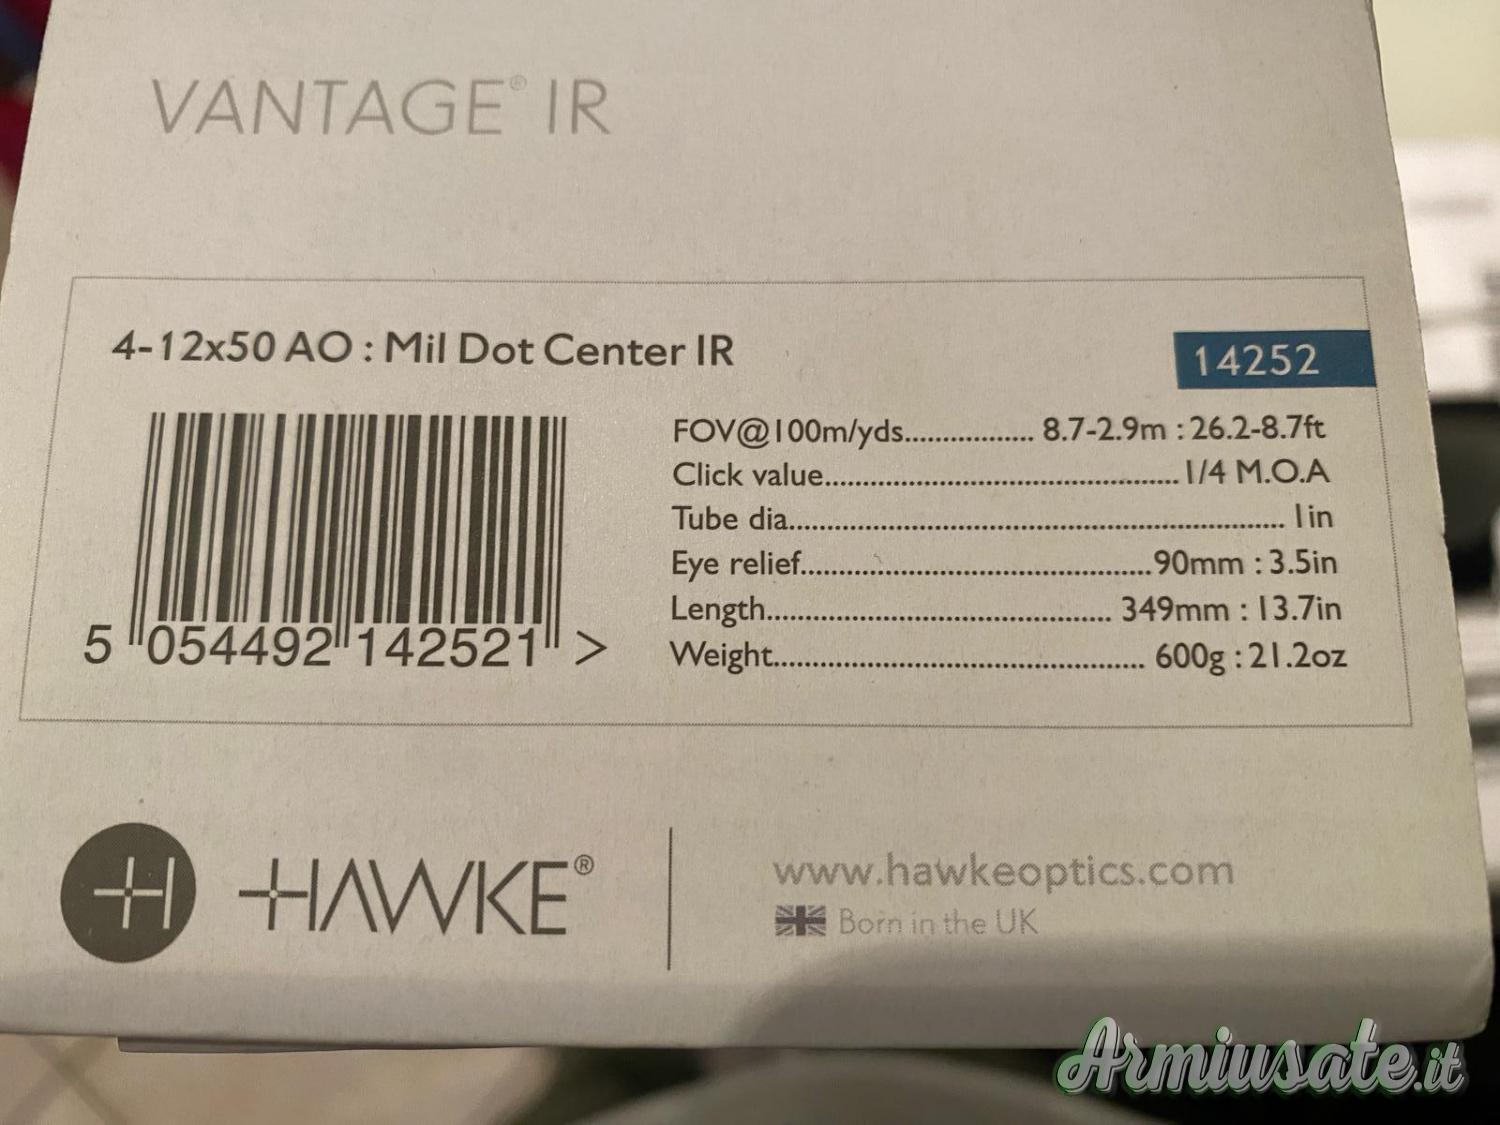 VANTAGE® IR
4-12x50 AO : Mil Dot Center IR
14252
FOV@100m/yds................ 8.7-2.9m : 26.2-8.7ft
Click value............................................ 1/4 M.O.A
Tube dia.............................................................. 1in
Eye relief............................................90mm : 3.5in
Length........................................... 349mm : 13.7in
Weight.............................................. 600g : 21.2oz
5 054492 142521 >
H HAWKE®
www.hawkeoptics.com
Born in the UK
Armiusate.it